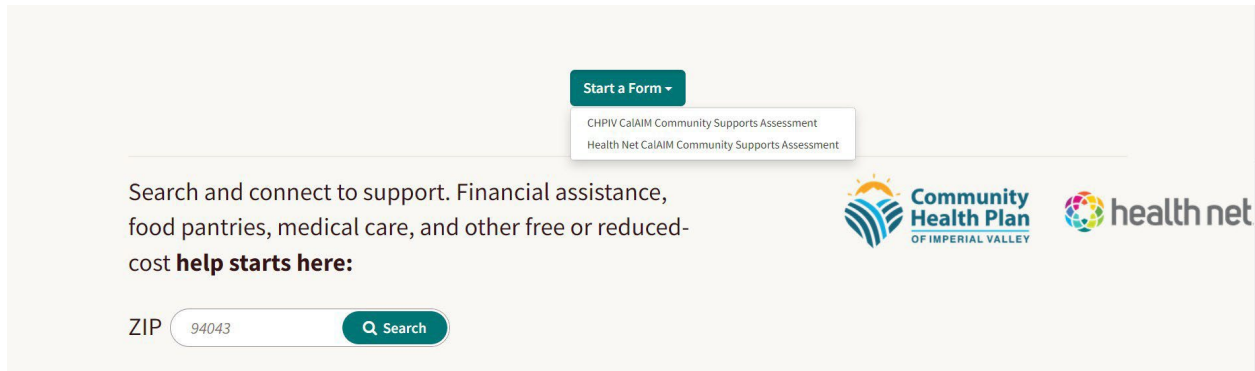 Start a Form
CHPIV CalAIM Community Supports Assessment
Health Net CalAIM Community Supports Assessment
Search and connect to support. Financial assistance,
food pantries, medical care, and other free or reduced-
cost help starts here:
Community
Health Plan
OF IMPERIAL VALLEY
health net
ZIP 94043 Search